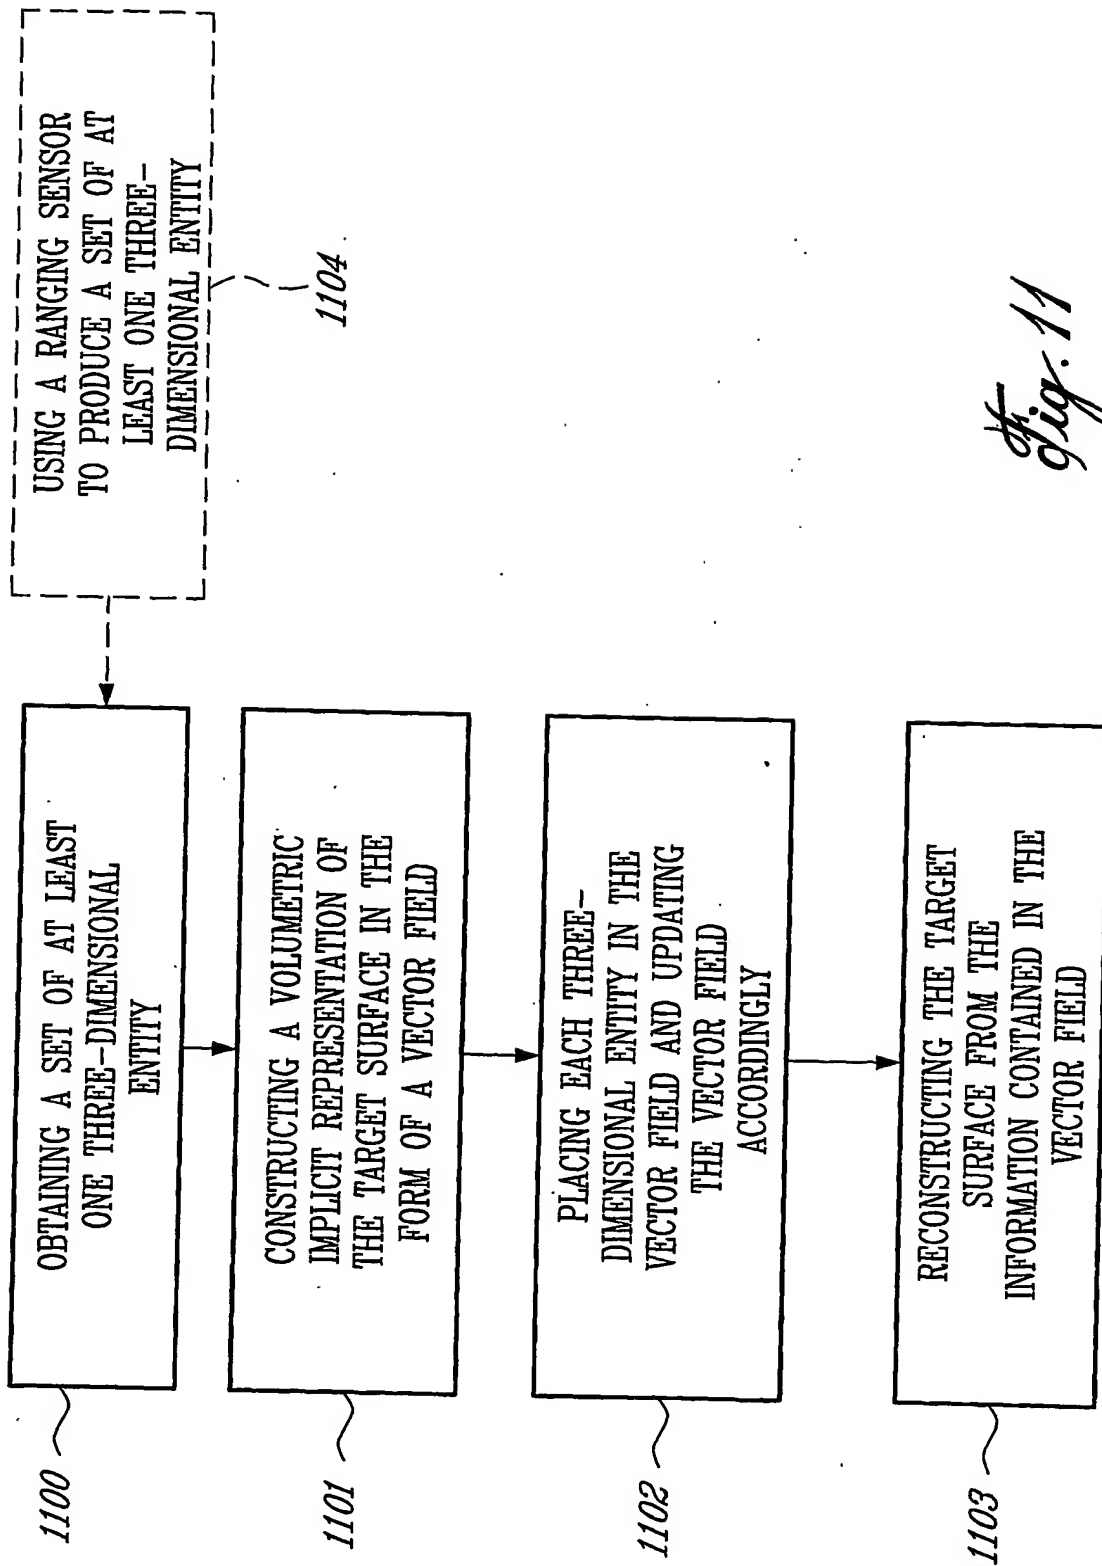 USING A RANGING SENSOR
TO PRODUCE A SET OF AT
LEAST ONE THREE-
DIMENSIONAL ENTITY
1104
1100
OBTAINING A SET OF AT LEAST
ONE THREE-DIMENSIONAL
ENTITY
1101
CONSTRUCTING A VOLUMETRIC
IMPLICIT REPRESENTATION OF
THE TARGET SURFACE IN THE
FORM OF A VECTOR FIELD
1102
PLACING EACH THREE-
DIMENSIONAL ENTITY IN THE
VECTOR FIELD AND UPDATING
THE VECTOR FIELD
ACCORDINGLY
1103
RECONSTRUCTING THE TARGET
SURFACE FROM THE
INFORMATION CONTAINED IN THE
VECTOR FIELD
Fig. 11